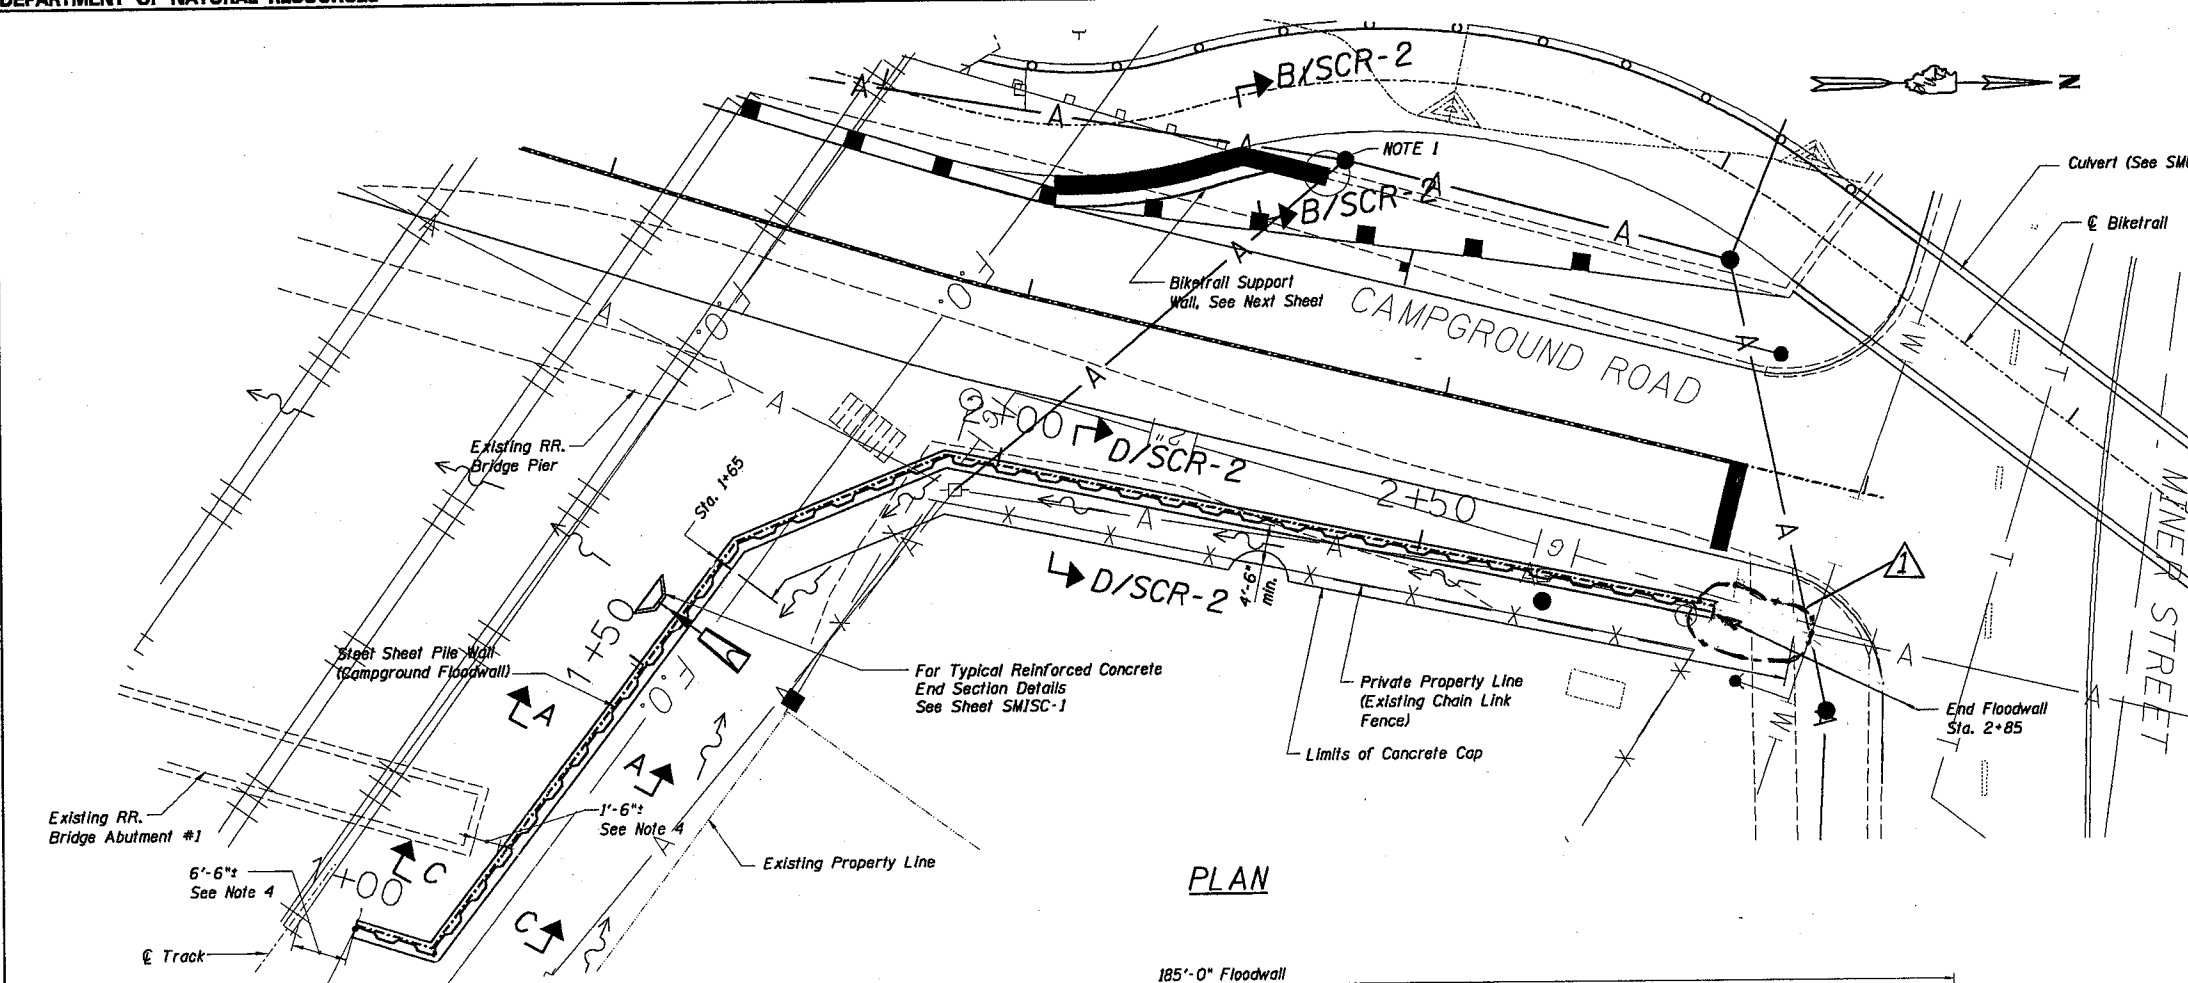 DEPARTMENT OF NATURAL RESOURCES
B/SCR-2
N
NOTE 1
B/SCR-2
Culvert (See SMI
℄ Biketrail
Biketrail Support
Wall, See Next Sheet
CAMPGROUND ROAD
MINER STREET
Existing RR.
Bridge Pier
Sta. 1+65
2+00
D/SCR-2
2+50
D/SCR-2
4'-6"
min.
1
1+50
Steel Sheet Pile Wall
(Campground Floodwall)
For Typical Reinforced Concrete
End Section Details
See Sheet SMISC-1
Private Property Line
(Existing Chain Link
Fence)
Limits of Concrete Cap
End Floodwall
Sta. 2+85
A
A
Existing RR.
Bridge Abutment #1
1'-6"±
See Note 4
6'-6"±
See Note 4
+00
C
C
Existing Property Line
℄ Track
PLAN
185'-0" Floodwall